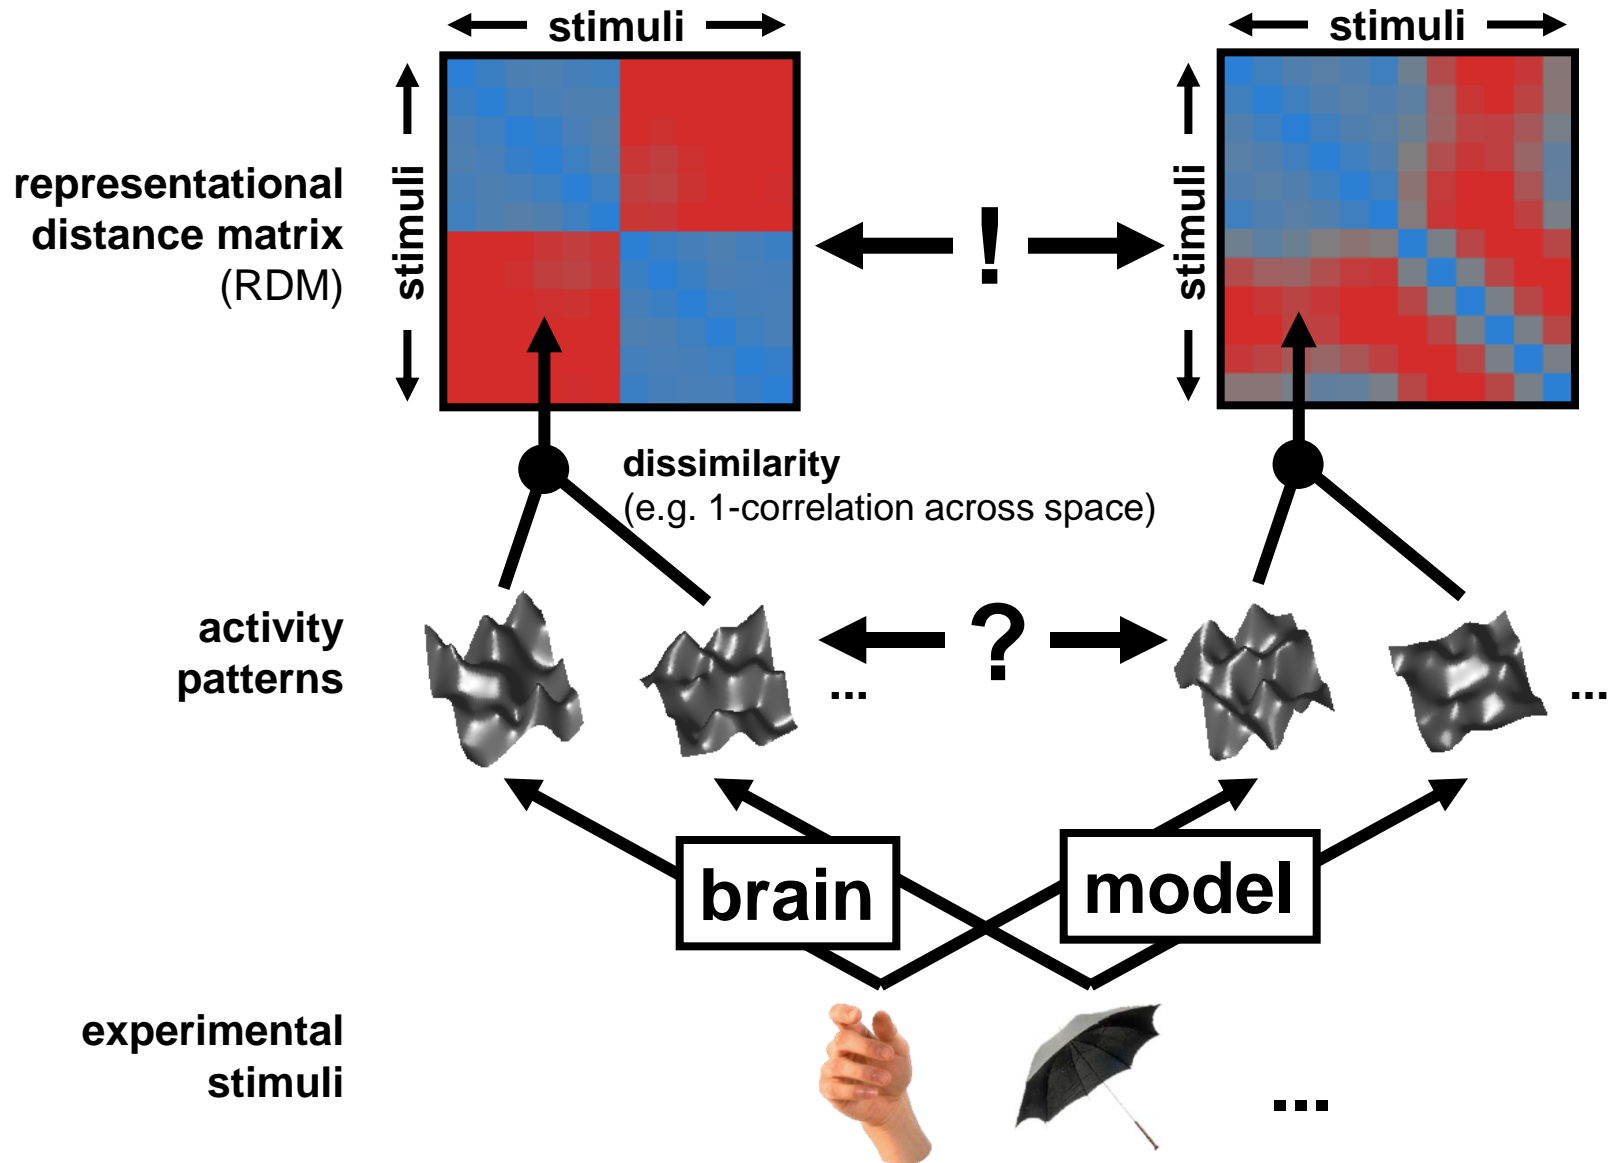 stimuli
stimuli
stimuli
stimuli
representational
distance matrix
(RDM)
!
dissimilarity
(e.g. 1-correlation across space)
activity
patterns
...
?
...
brain
model
experimental
stimuli
...